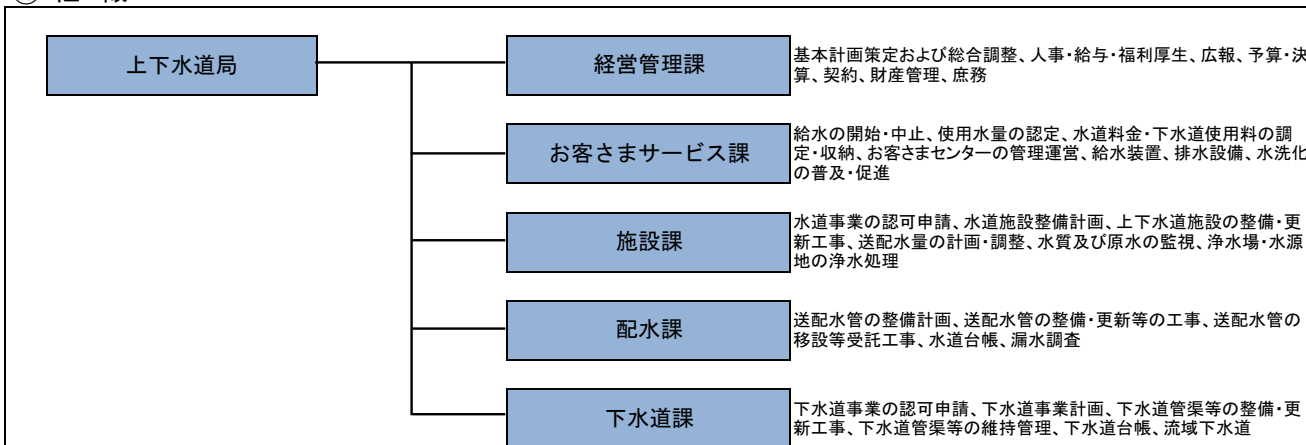 上下水道局
経営管理課
基本計画策定および総合調整、人事・給与・福利厚生、広報、予算・決
算、契約、財産管理、庶務
お客さまサービス課
給水の開始・中止、使用水量の認定、水道料金・下水道使用料の調
定・収納、お客さまセンターの管理運営、給水装置、排水設備、水洗化
の普及・促進
施設課
水道事業の認可申請、水道施設整備計画、上下水道施設の整備・更
新工事、送配水量の計画・調整、水質及び原水の監視、浄水場・水源
地の浄水処理
配水課
送配水管の整備計画、送配水管の整備・更新等の工事、送配水管の
移設等受託工事、水道台帳、漏水調査
下水道課
下水道事業の認可申請、下水道事業計画、下水道管渠等の整備・更
新工事、下水道管渠等の維持管理、下水道台帳、流域下水道